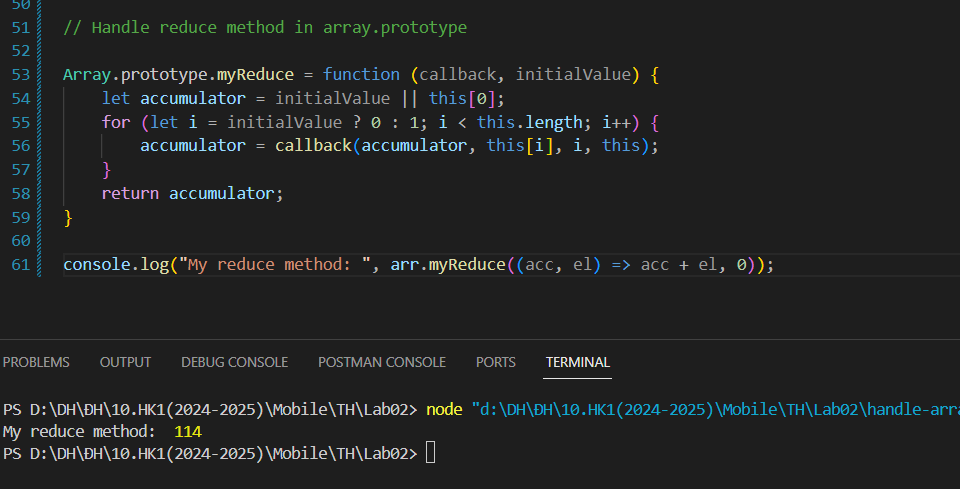 50
51 // Handle reduce method in array.prototype
52
53 Array.prototype.myReduce = function (callback, initialValue) {
54     let accumulator = initialValue || this[0];
55     for (let i = initialValue ? 0 : 1; i < this.length; i++) {
56         accumulator = callback(accumulator, this[i], i, this);
57     }
58     return accumulator;
59 }
60
61 console.log("My reduce method: ", arr.myReduce((acc, el) => acc + el, 0));
PROBLEMS OUTPUT DEBUG CONSOLE POSTMAN CONSOLE PORTS TERMINAL
PS D:\DH\ĐH\10.HK1(2024-2025)\Mobile\TH\Lab02> node "d:\DH\ĐH\10.HK1(2024-2025)\Mobile\TH\Lab02\handle-arra
My reduce method:  114
PS D:\DH\ĐH\10.HK1(2024-2025)\Mobile\TH\Lab02>